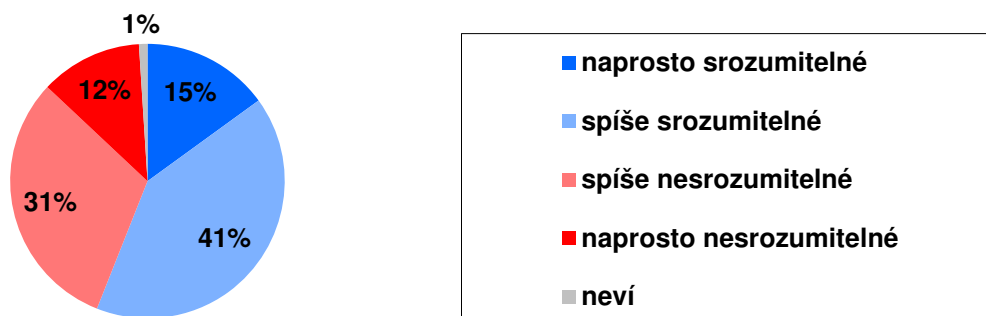 1%
12%
15%
31%
41%
naprosto srozumitelné
spíše srozumitelné
spíše nesrozumitelné
naprosto nesrozumitelné
neví